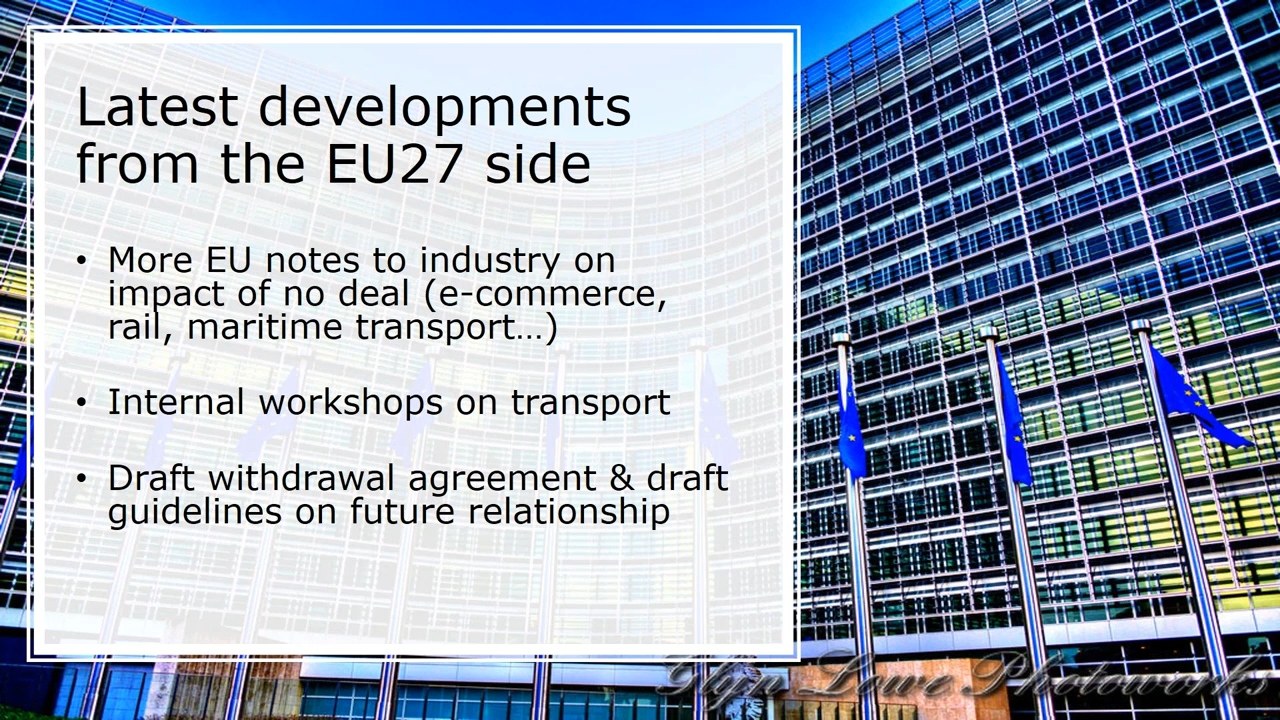 Latest developments
from the EU27 side
• More EU notes to industry on
impact of no deal (e-commerce,
rail, maritime transport…)
• Internal workshops on transport
• Draft withdrawal agreement & draft
guidelines on future relationship
Glyn Lowe Photoworks